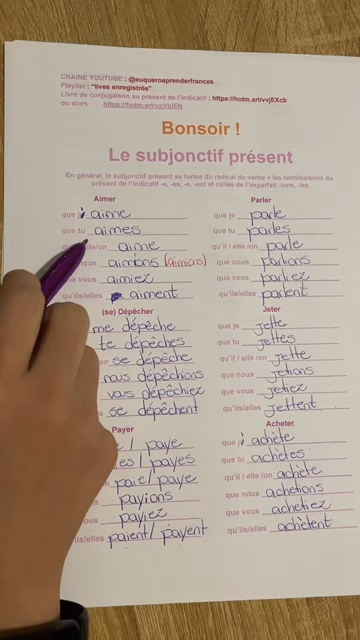 CHAINE YOUTUBE : @euqueroaprenderfrances
Playlist : "lives enregistrés"
Livre de conjugaison au présent de l'indicatif : https://hotm.art/vvjEXcb
ou alors https://hotm.art/
Bonsoir !
Le subjonctif présent
En général, le subjonctif présent se forme du radical du verbe + les terminaisons du
présent de l'indicatif -e, -es, -e, -ent et celles de l'imparfait -ions, -iez.
Aimer
que j'aime
que tu aimes
/on aime
nous aimions (aimions)
vous aimiez
qu'ils/elles aiment
(se) Dépêcher
me dépêche
te dépêches
on se dépêche
nous dépêchions
vous dépêchiez
se dépêchent
Payer
/ paye
/ payes
paie / paye
payions
vous payiez
ils/elles paient / payent
Parler
que je parle
que tu parles
qu'il / elle /on parle
que nous parlions
que vous parliez
qu'ils/elles parlent
Jeter
que je jette
que tu jettes
qu'il / elle /on jette
que nous jetions
que vous jetiez
qu'ils/elles jettent
Acheter
que j'achète
que tu achètes
qu'il / elle /on achète
que nous achetions
que vous achetiez
qu'ils/elles achètent